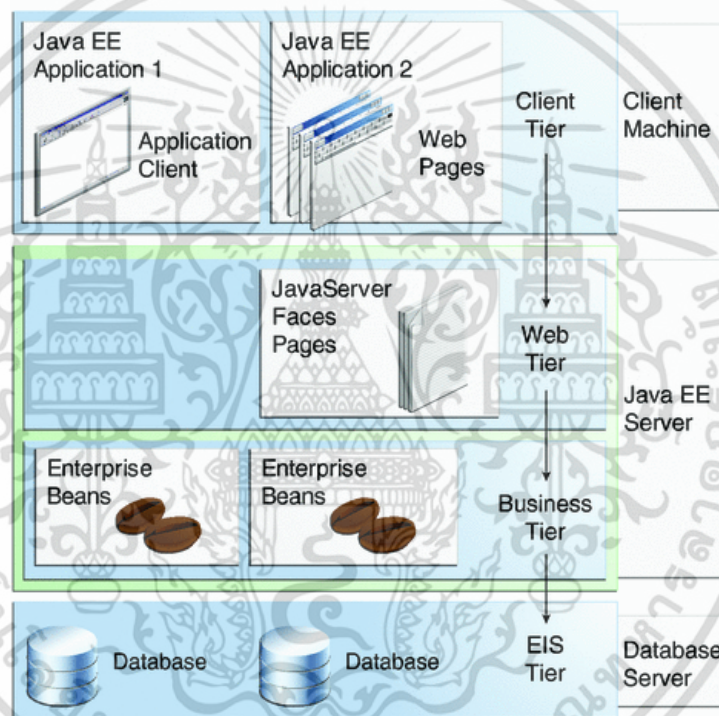 Java EE
Application 1
Application
Client
Java EE
Application 2
Web
Pages
Client
Tier
Client
Machine
JavaServer
Faces
Pages
Web
Tier
Java EE
Server
Enterprise
Beans
Enterprise
Beans
Business
Tier
Database
Database
EIS
Tier
Database
Server